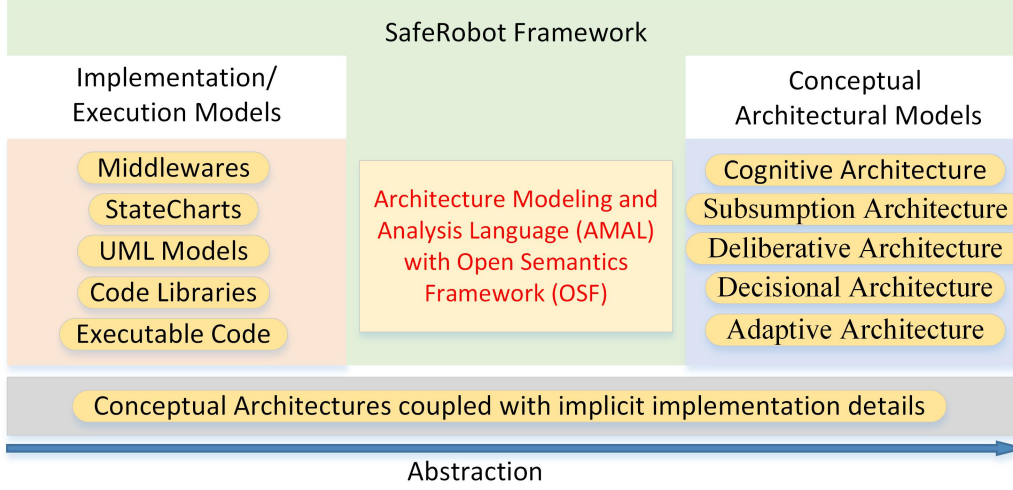 SafeRobot Framework
Implementation/
Execution Models
Middlewares
StateCharts
UML Models
Code Libraries
Executable Code
Architecture Modeling and
Analysis Language (AMAL)
with Open Semantics
Framework (OSF)
Conceptual
Architectural Models
Cognitive Architecture
Subsumption Architecture
Deliberative Architecture
Decisional Architecture
Adaptive Architecture
Conceptual Architectures coupled with implicit implementation details
Abstraction